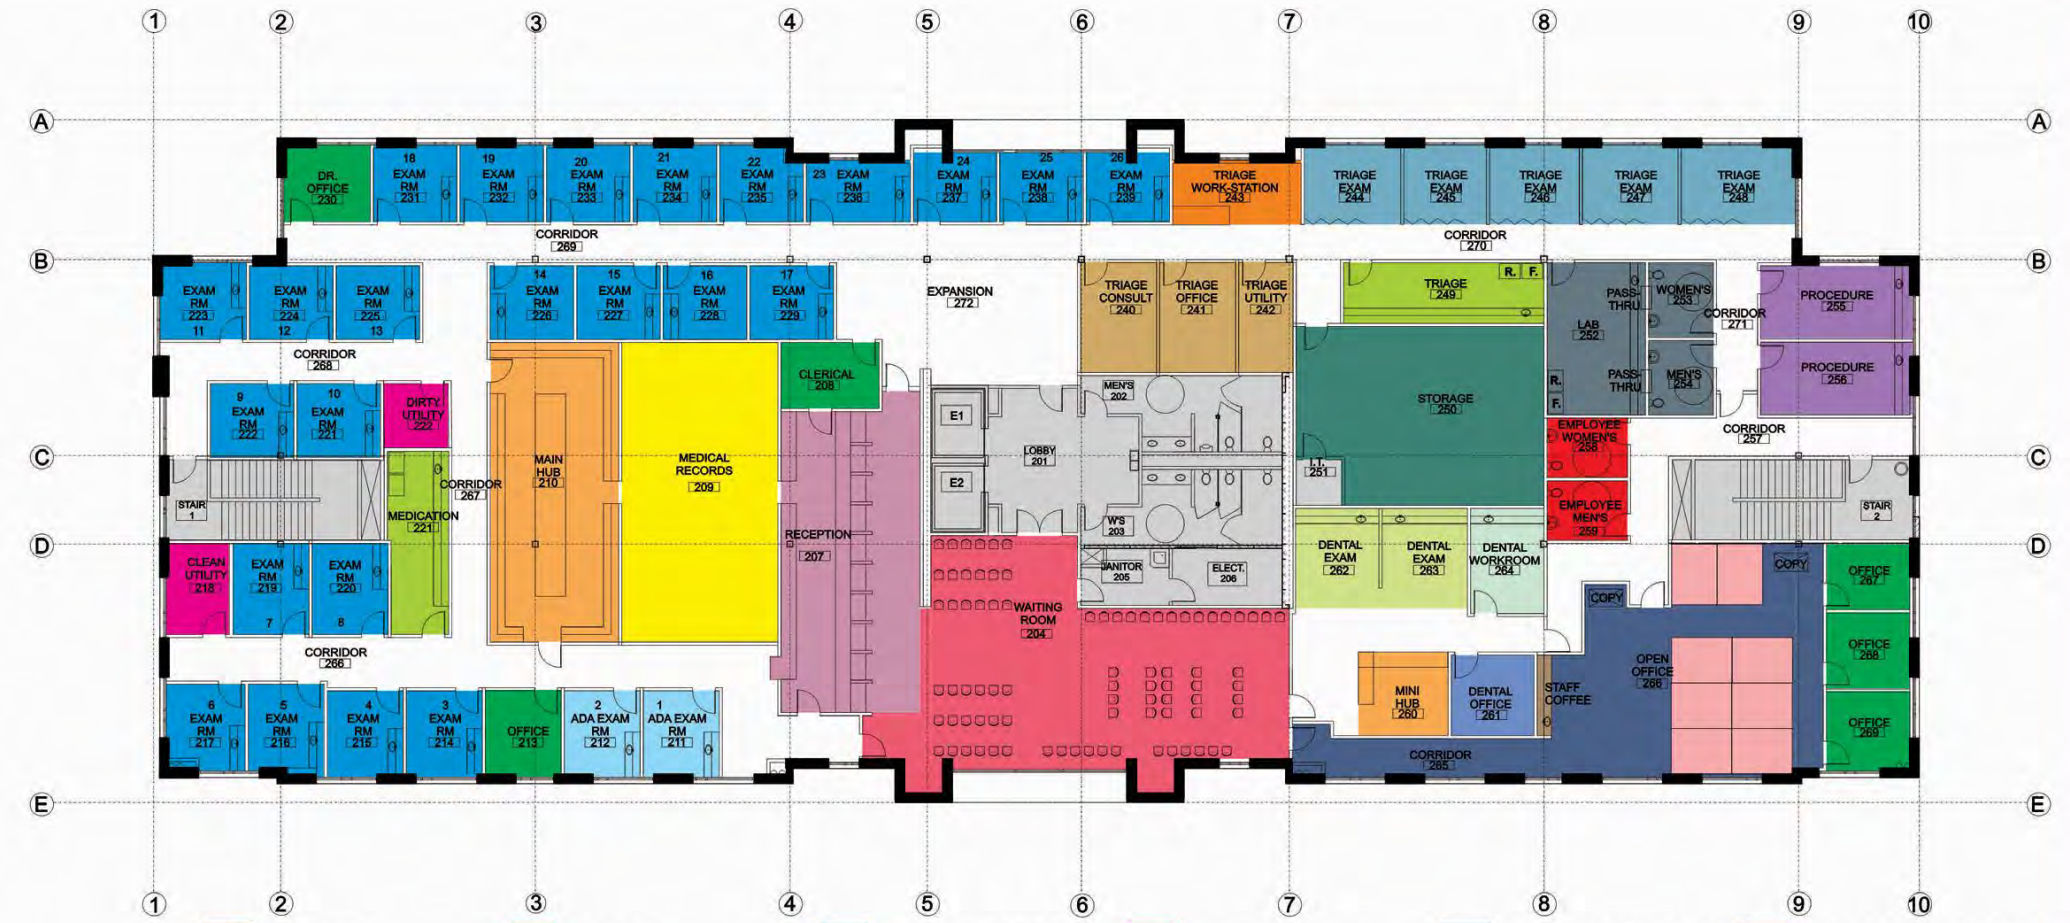 1 2 3 4 5 6 7 8 9 10
A A
DR.
OFFICE
230
18
EXAM
RM
231
19
EXAM
RM
232
20
EXAM
RM
233
21
EXAM
RM
234
22
EXAM
RM
235
23 EXAM
RM
236
24
EXAM
RM
237
25
EXAM
RM
238
26
EXAM
RM
239
TRIAGE
WORK-STATION
243
TRIAGE
EXAM
244
TRIAGE
EXAM
245
TRIAGE
EXAM
246
TRIAGE
EXAM
247
TRIAGE
EXAM
248
CORRIDOR
269
CORRIDOR
270
B B
EXAM
RM
223
11
EXAM
RM
224
12
EXAM
RM
225
13
14
EXAM
RM
226
15
EXAM
RM
227
16
EXAM
RM
228
17
EXAM
RM
229
EXPANSION
272
TRIAGE
CONSULT
240
TRIAGE
OFFICE
241
TRIAGE
UTILITY
242
R. F.
TRIAGE
249
LAB
252
PASS-
THRU
WOMEN'S
253
CORRIDOR
271
PROCEDURE
255
CORRIDOR
268
CLERICAL
208
MEN'S
202
STORAGE
250
R.
F.
PASS-
THRU
MEN'S
254
PROCEDURE
256
9
EXAM
RM
222
10
EXAM
RM
221
DIRTY
UTILITY
222
E1
EMPLOYEE
WOMEN'S
258
CORRIDOR
257
C C
MAIN
HUB
210
MEDICAL
RECORDS
209
LOBBY
201
I.T.
251
E2
CORRIDOR
267
STAIR
1
MEDICATION
221
RECEPTION
207
W'S
203
EMPLOYEE
MEN'S
259
STAIR
2
D D
CLEAN
UTILITY
218
EXAM
RM
219
7
EXAM
RM
220
8
JANITOR
205
ELECT.
206
DENTAL
EXAM
262
DENTAL
EXAM
263
DENTAL
WORKROOM
264
COPY
OFFICE
267
COPY
WAITING
ROOM
204
CORRIDOR
266
OPEN
OFFICE
266
OFFICE
268
6
EXAM
RM
217
5
EXAM
RM
216
4
EXAM
RM
215
3
EXAM
RM
214
OFFICE
213
2
ADA EXAM
RM
212
1
ADA EXAM
RM
211
MINI
HUB
260
DENTAL
OFFICE
261
STAFF
COFFEE
OFFICE
269
CORRIDOR
265
E E
1 2 3 4 5 6 7 8 9 10